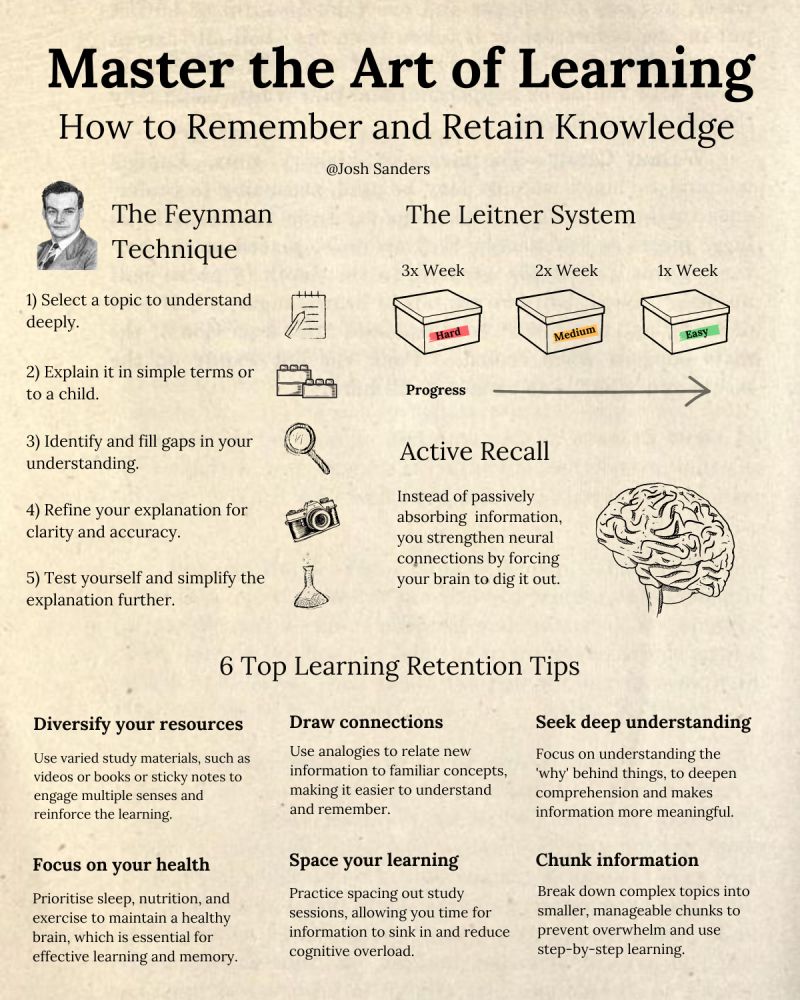 Master the Art of Learning
How to Remember and Retain Knowledge
@Josh Sanders
The Feynman
Technique
1) Select a topic to understand
deeply.
2) Explain it in simple terms or
to a child.
3) Identify and fill gaps in your
understanding.
4) Refine your explanation for
clarity and accuracy.
5) Test yourself and simplify the
explanation further.
The Leitner System
3x Week
2x Week
1x Week
Hard
Medium
Easy
Progress
Active Recall
Instead of passively
absorbing information,
you strengthen neural
connections by forcing
your brain to dig it out.
6 Top Learning Retention Tips
Diversify your resources
Use varied study materials, such as
videos or books or sticky notes to
engage multiple senses and
reinforce the learning.
Draw connections
Use analogies to relate new
information to familiar concepts,
making it easier to understand
and remember.
Seek deep understanding
Focus on understanding the
'why' behind things, to deepen
comprehension and makes
information more meaningful.
Focus on your health
Prioritise sleep, nutrition, and
exercise to maintain a healthy
brain, which is essential for
effective learning and memory.
Space your learning
Practice spacing out study
sessions, allowing you time for
information to sink in and reduce
cognitive overload.
Chunk information
Break down complex topics into
smaller, manageable chunks to
prevent overwhelm and use
step-by-step learning.